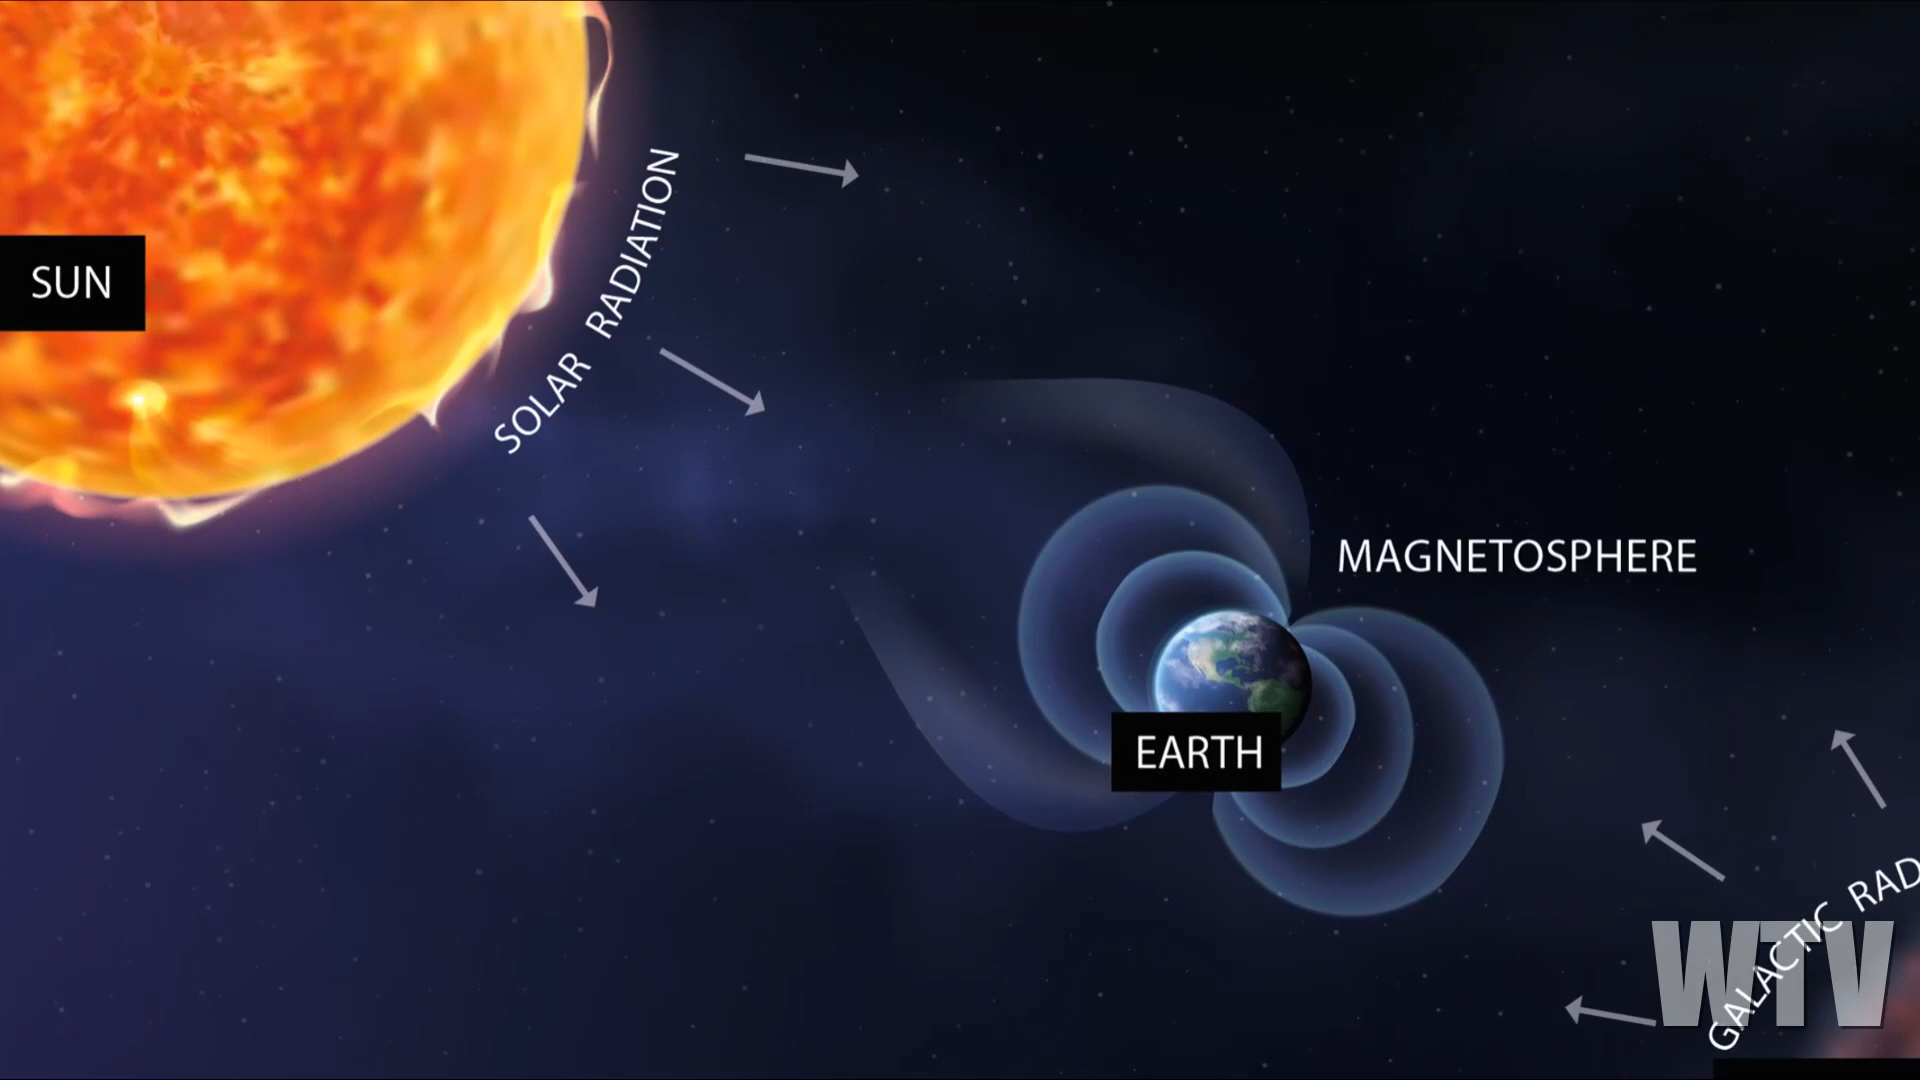 SUN
SOLAR RADIATION
MAGNETOSPHERE
EARTH
GALACTIC RAD
WTV